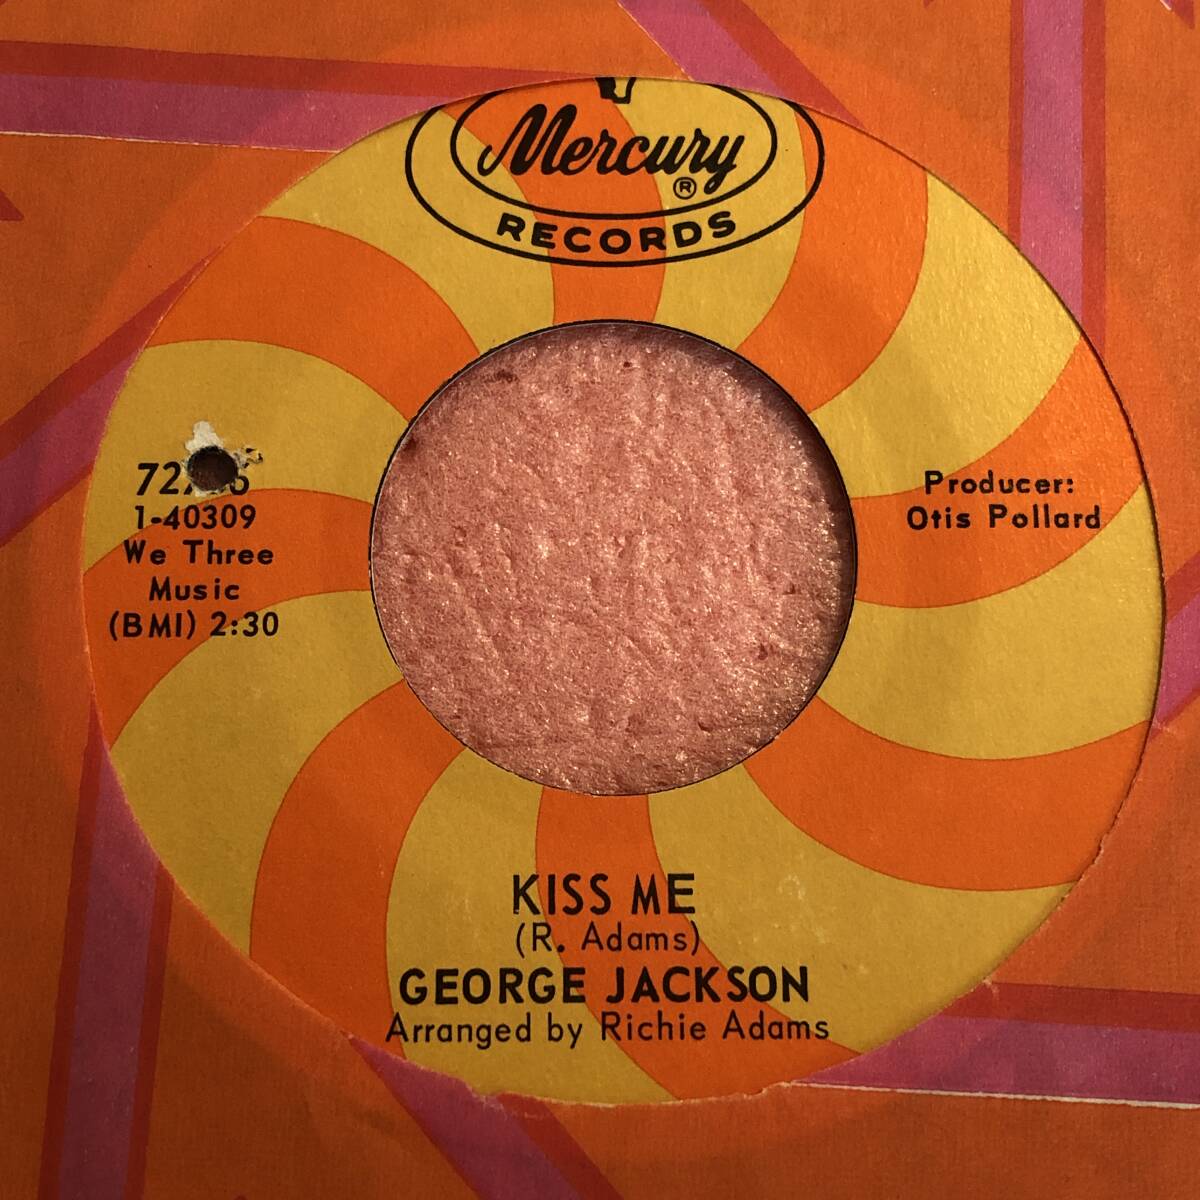 Mercury
®
RECORDS
1-40309
We Three
Music
(BMI) 2:30
Producer:
Otis Pollard
KISS ME
(R. Adams)
GEORGE JACKSON
Arranged by Richie Adams